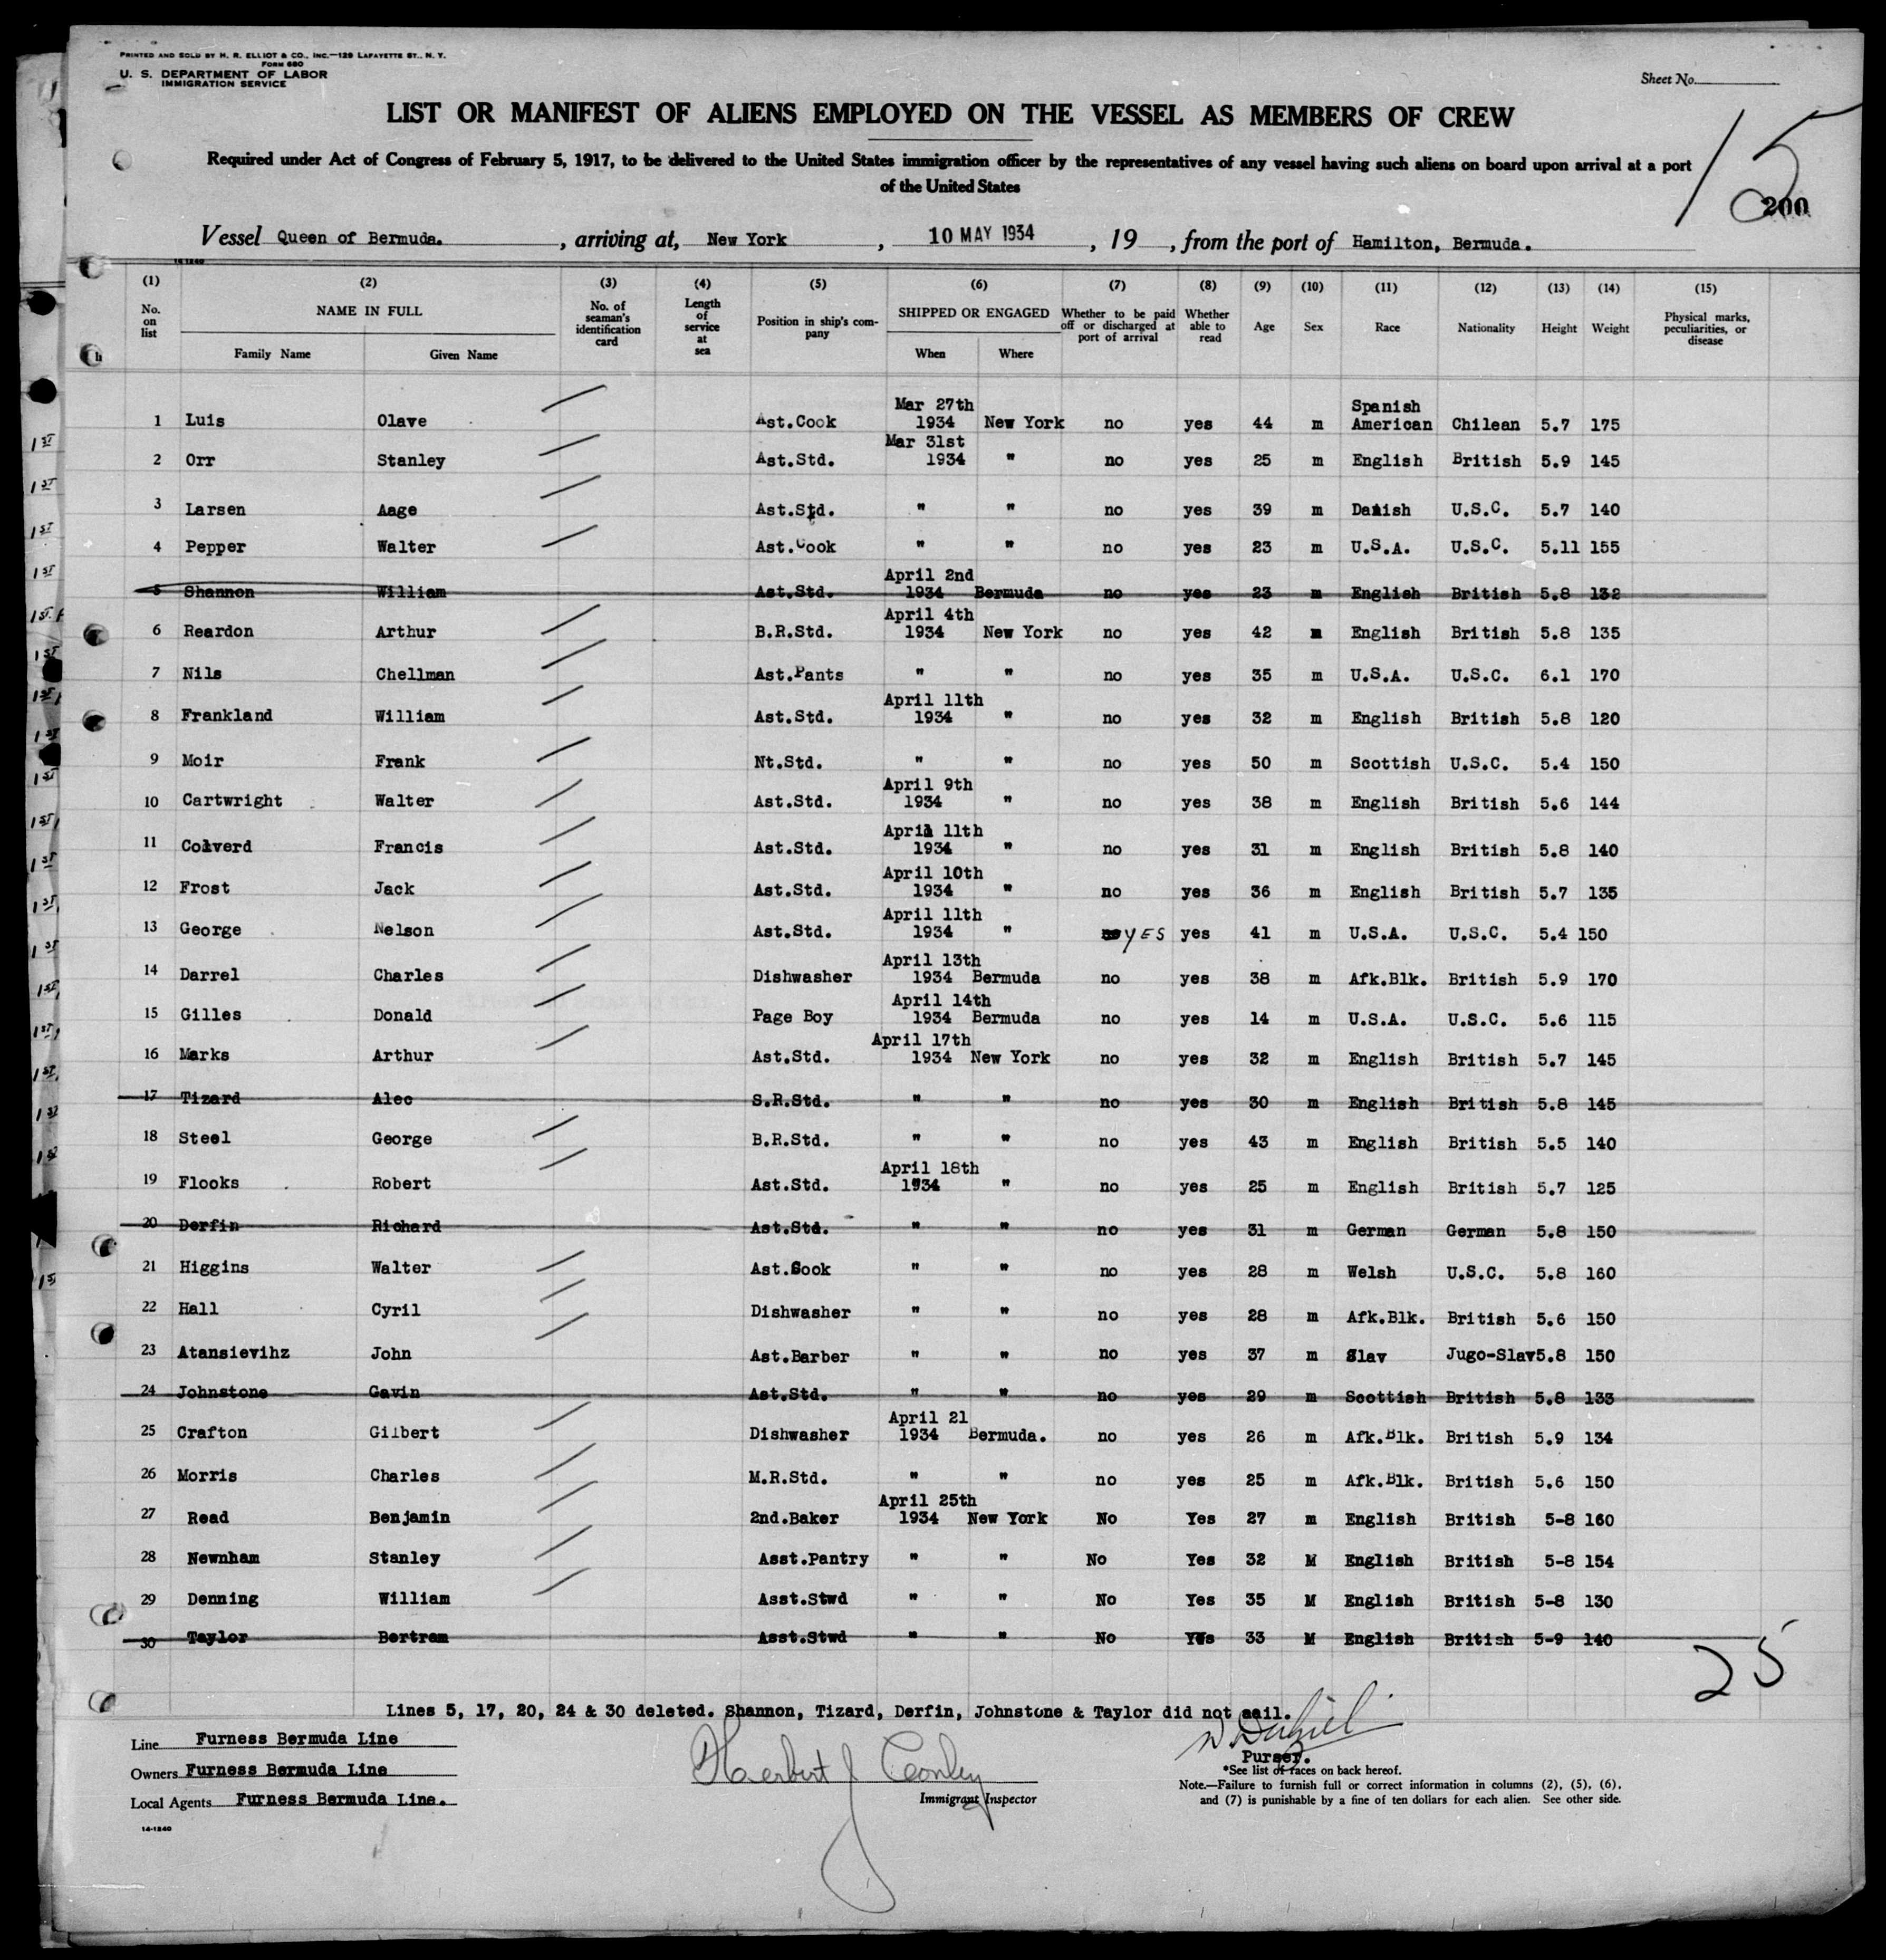 PRINTED AND SOLD BY H. R. ELLIOT & CO., INC.—129 LAFAYETTE ST., N. Y.
FORM 680
U. S. DEPARTMENT OF LABOR
IMMIGRATION SERVICE
Sheet No.
LIST OR MANIFEST OF ALIENS EMPLOYED ON THE VESSEL AS MEMBERS OF CREW
15
Required under Act of Congress of February 5, 1917, to be delivered to the United States immigration officer by the representatives of any vessel having such aliens on board upon arrival at a port
of the United States
200
Vessel Queen of Bermuda. , arriving at, New York , 10 MAY 1934 , 19 , from the port of Hamilton, Bermuda.
14-1240
(1) (2) (3) (4) (5) (6) (7) (8) (9) (10) (11) (12) (13) (14) (15)
No. on list NAME IN FULL Family Name Given Name No. of seaman's identification card Length of service at sea Position in ship's company SHIPPED OR ENGAGED When Where Whether to be paid off or discharged at port of arrival Whether able to read Age Sex Race Nationality Height Weight Physical marks, peculiarities, or disease
1 Luis Olave Ast.Cook Mar 27th 1934 New York no yes 44 m Spanish American Chilean 5.7 175
1st 2 Orr Stanley Ast.Std. Mar 31st 1934 " no yes 25 m English British 5.9 145
1st 3 Larsen Aage Ast.Std. " " no yes 39 m Danish U.S.C. 5.7 140
1st 4 Pepper Walter Ast.Cook " " no yes 23 m U.S.A. U.S.C. 5.11 155
1st 5 Shannon William Ast.Std. April 2nd 1934 Bermuda no yes 23 m English British 5.8 132
1st 6 Reardon Arthur B.R.Std. April 4th 1934 New York no yes 42 m English British 5.8 135
1st 7 Nils Chellman Ast.Pants " " no yes 35 m U.S.A. U.S.C. 6.1 170
1st 8 Frankland William Ast.Std. April 11th 1934 " no yes 32 m English British 5.8 120
1st 9 Moir Frank Nt.Std. " " no yes 50 m Scottish U.S.C. 5.4 150
1st 10 Cartwright Walter Ast.Std. April 9th 1934 " no yes 38 m English British 5.6 144
1st 11 Colverd Francis Ast.Std. April 11th 1934 " no yes 31 m English British 5.8 140
1st 12 Frost Jack Ast.Std. April 10th 1934 " no yes 36 m English British 5.7 135
1st 13 George Nelson Ast.Std. April 11th 1934 " no YES yes 41 m U.S.A. U.S.C. 5.4 150
1st 14 Darrel Charles Dishwasher April 13th 1934 Bermuda no yes 38 m Afk.Blk. British 5.9 170
1st 15 Gilles Donald Page Boy April 14th 1934 Bermuda no yes 14 m U.S.A. U.S.C. 5.6 115
1st 16 Marks Arthur Ast.Std. April 17th 1934 New York no yes 32 m English British 5.7 145
1st 17 Tizard Alec S.R.Std. " " no yes 30 m English British 5.8 145
1st 18 Steel George B.R.Std. " " no yes 43 m English British 5.5 140
1st 19 Flooks Robert Ast.Std. April 18th 1934 " no yes 25 m English British 5.7 125
20 Derfin Richard Ast.Std. " " no yes 31 m German German 5.8 150
1st 21 Higgins Walter Ast.Cook " " no yes 28 m Welsh U.S.C. 5.8 160
22 Hall Cyril Dishwasher " " no yes 28 m Afk.Blk. British 5.6 150
23 Atansievihz John Ast.Barber " " no yes 37 m Slav Jugo-Slav 5.8 150
24 Johnstone Gavin Ast.Std. " " no yes 29 m Scottish British 5.8 133
25 Crafton Gilbert Dishwasher April 21 1934 Bermuda. no yes 26 m Afk.Blk. British 5.9 134
26 Morris Charles M.R.Std. " " no yes 25 m Afk.Blk. British 5.6 150
27 Read Benjamin 2nd.Baker April 25th 1934 New York No Yes 27 m English British 5-8 160
28 Newnham Stanley Asst.Pantry " " No Yes 32 M English British 5-8 154
29 Denning William Asst.Stwd " " No Yes 35 M English British 5-8 130
30 Taylor Bertram Asst.Stwd " " No Yes 33 M English British 5-9 140
25
Lines 5, 17, 20, 24 & 30 deleted. Shannon, Tizard, Derfin, Johnstone & Taylor did not sail.
Line Furness Bermuda Line
Owners Furness Bermuda Line
Local Agents Furness Bermuda Line.
14-1240
Herbert J Conley
Immigrant Inspector
Purser.
*See list of races on back hereof.
Note.—Failure to furnish full or correct information in columns (2), (5), (6),
and (7) is punishable by a fine of ten dollars for each alien. See other side.